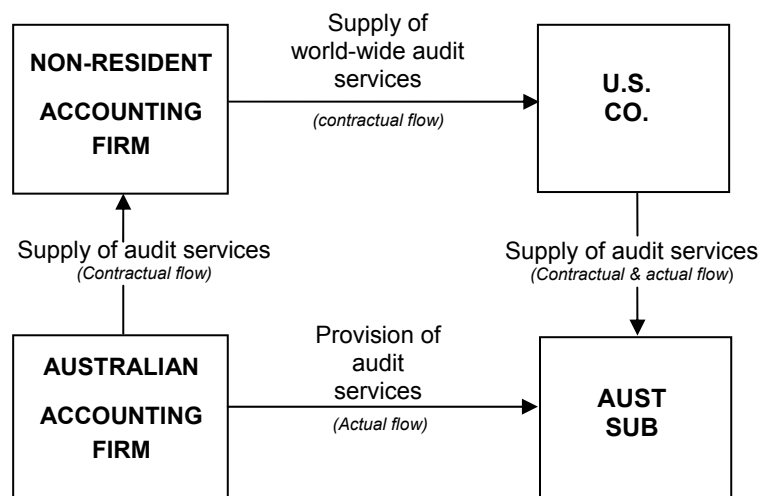 NON-RESIDENT
ACCOUNTING
FIRM
Supply of
world-wide audit
services
(contractual flow)
U.S.
CO.
Supply of audit services
(Contractual flow)
Supply of audit services
(Contractual & actual flow)
AUSTRALIAN
ACCOUNTING
FIRM
Provision of
audit
services
(Actual flow)
AUST
SUB